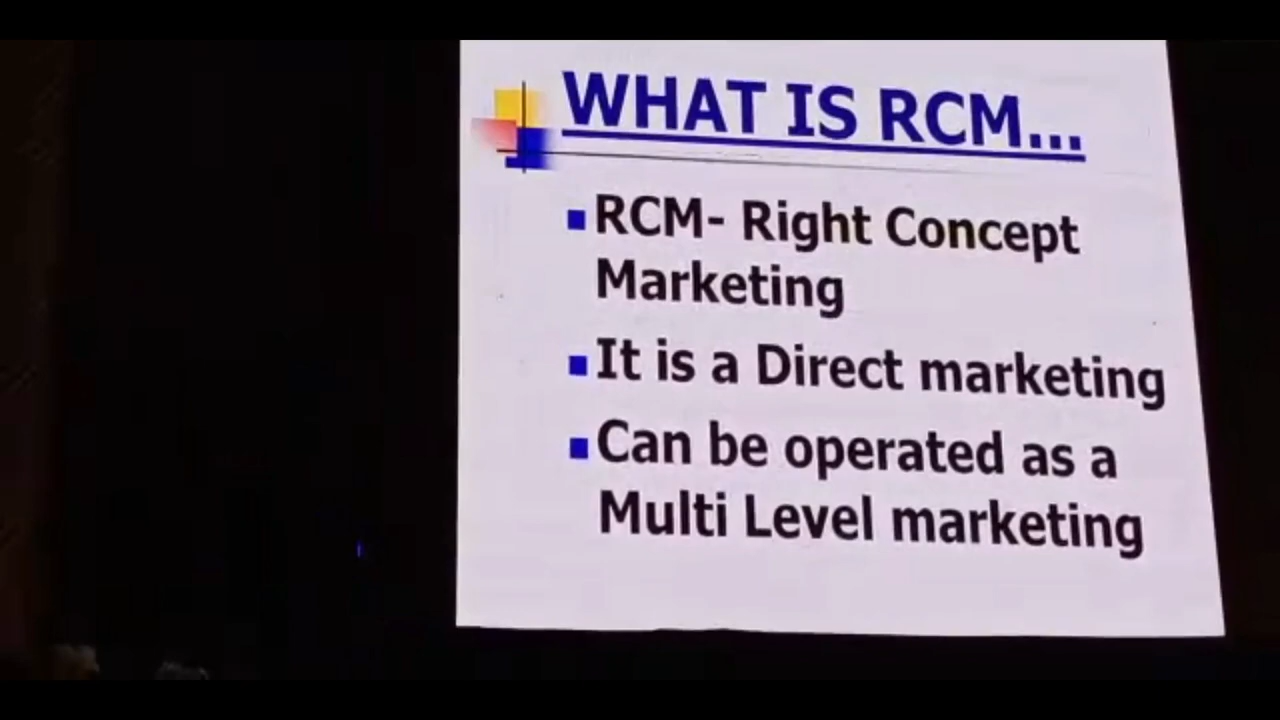 WHAT IS RCM...
RCM- Right Concept
Marketing
It is a Direct marketing
Can be operated as a
Multi Level marketing